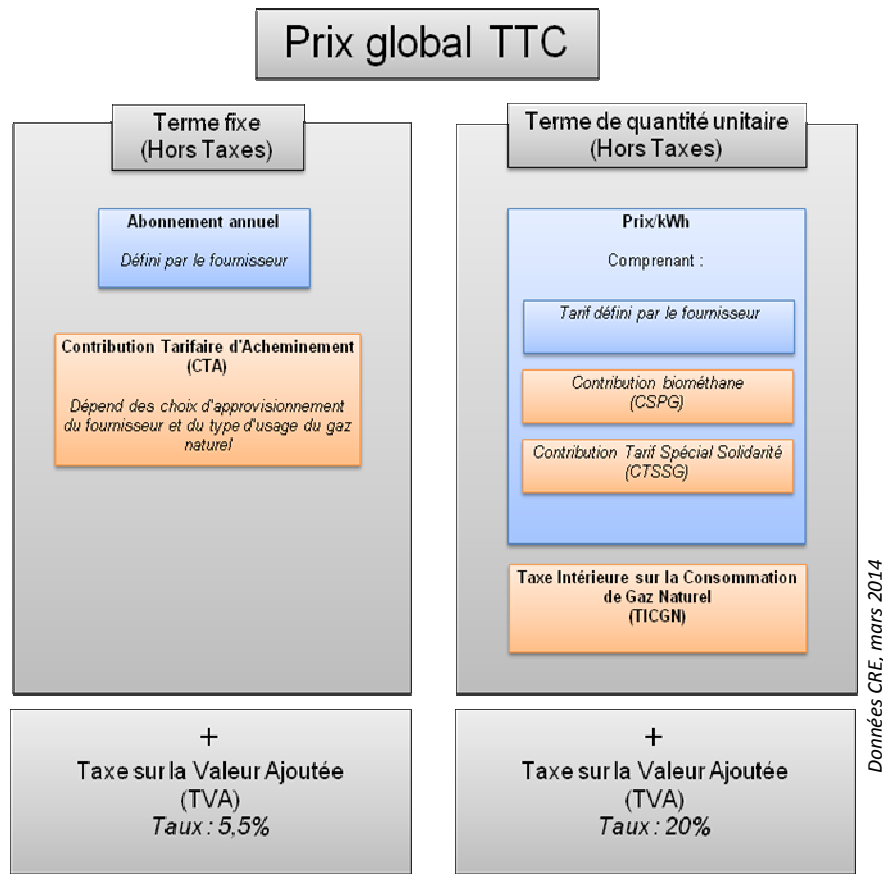 Prix global TTC
Terme fixe
(Hors Taxes)
Abonnement annuel
Défini par le fournisseur
Contribution Tarifaire d'Acheminement
(CTA)
Dépend des choix d'approvisionnement
du fournisseur et du type d'usage du gaz
naturel
+
Taxe sur la Valeur Ajoutée
(TVA)
Taux : 5,5%
Terme de quantité unitaire
(Hors Taxes)
Prix/kWh
Comprenant :
Tarif défini par le fournisseur
Contribution biométhane
(CSPG)
Contribution Tarif Spécial Solidarité
(CTSSG)
Taxe Intérieure sur la Consommation
de Gaz Naturel
(TICGN)
+
Taxe sur la Valeur Ajoutée
(TVA)
Taux : 20%
Données CRE, mars 2014